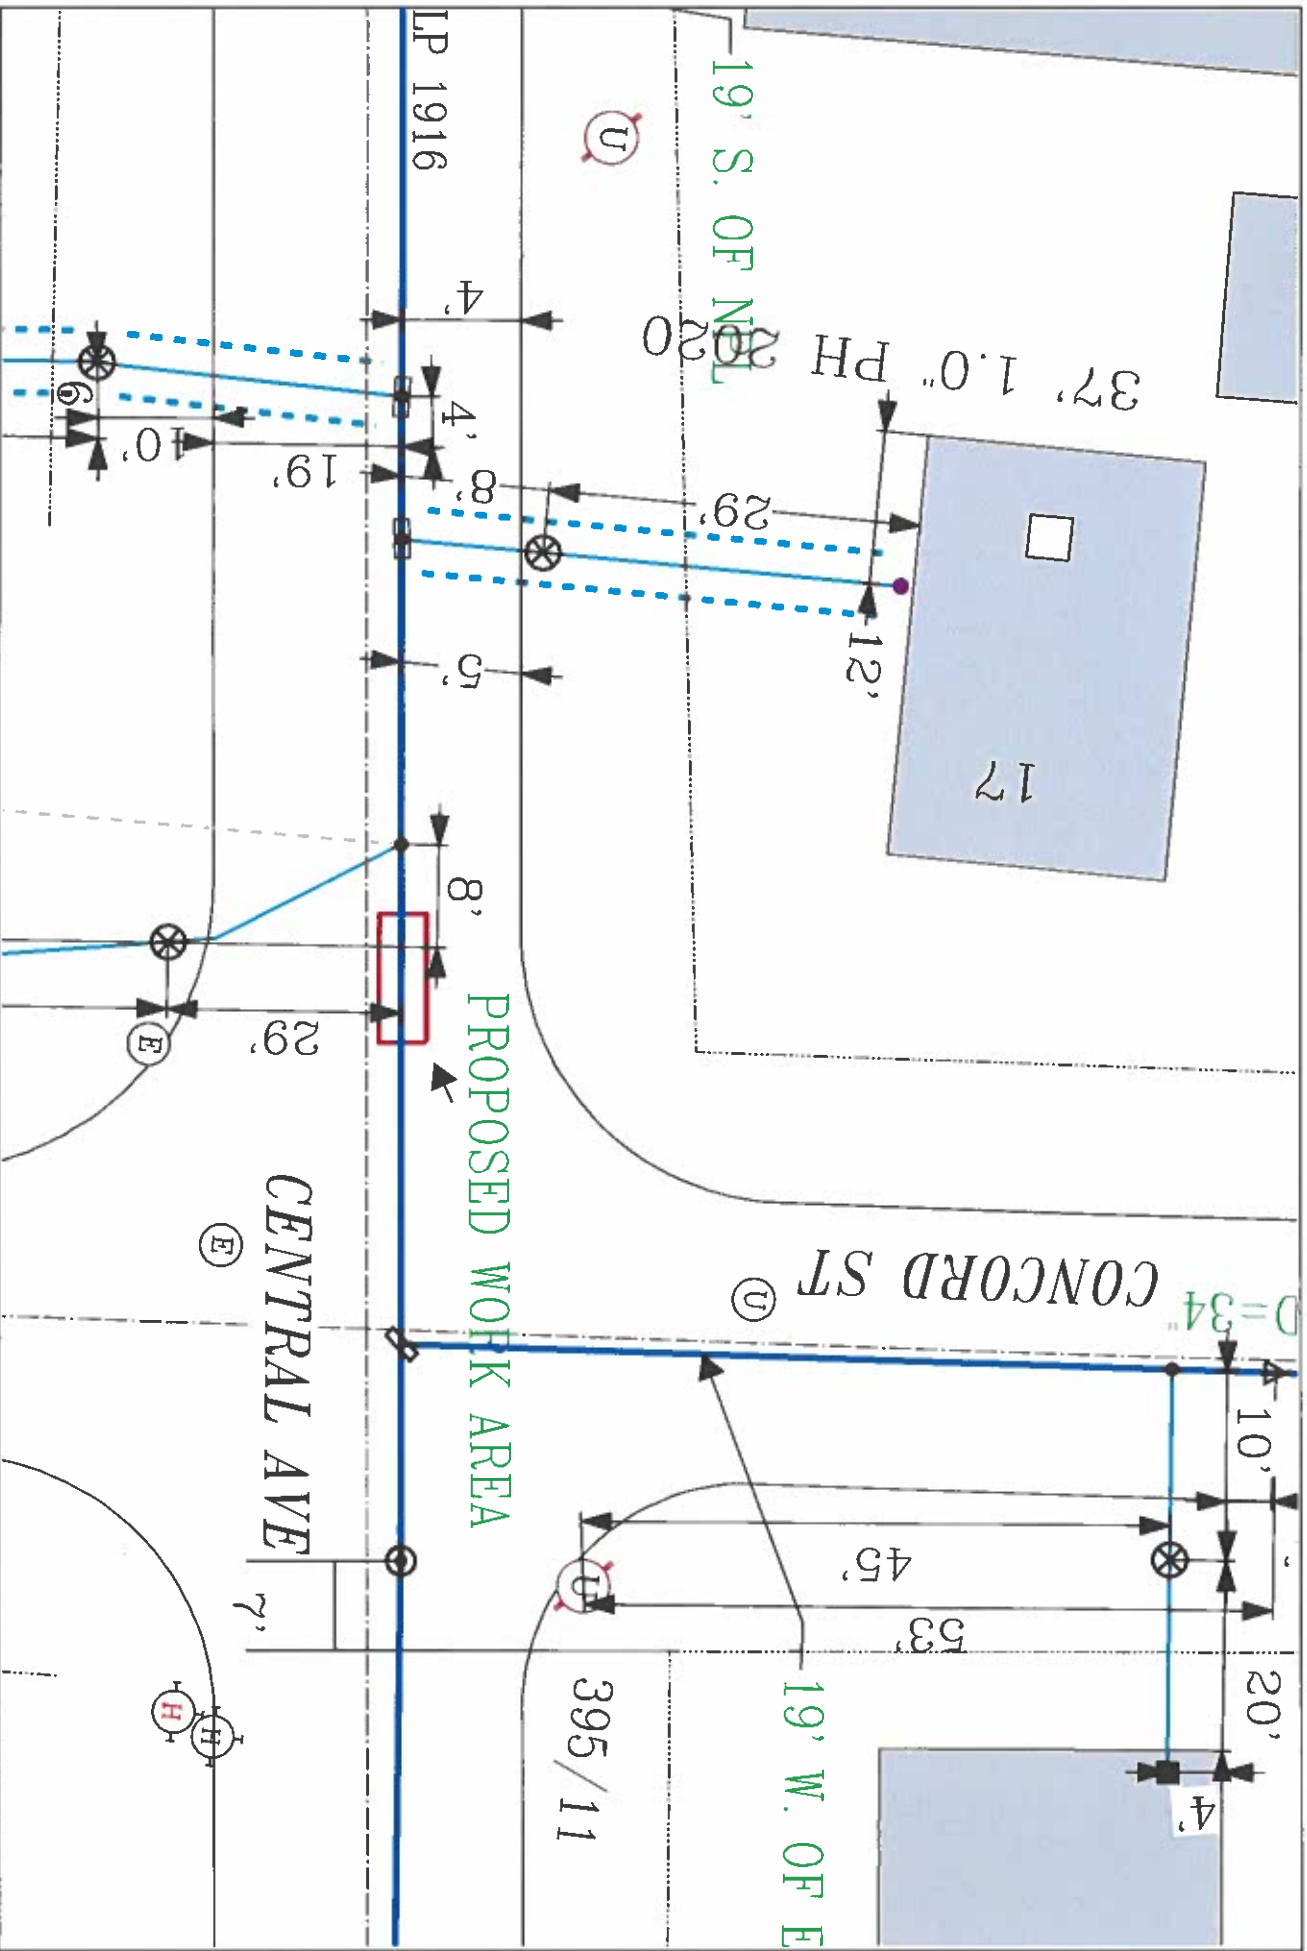 LP 1916
19' S. OF NPL
U
4'
2020
37' 1.0" PH
6'
10'
19'
4'
8'
29'
12'
5'
17
8'
29'
E
PROPOSED WORK AREA
CENTRAL AVE
E
CONCORD ST
U
D=34"
10'
45'
53'
U
7'
20'
4'
395/11
19' W. OF E
H
H